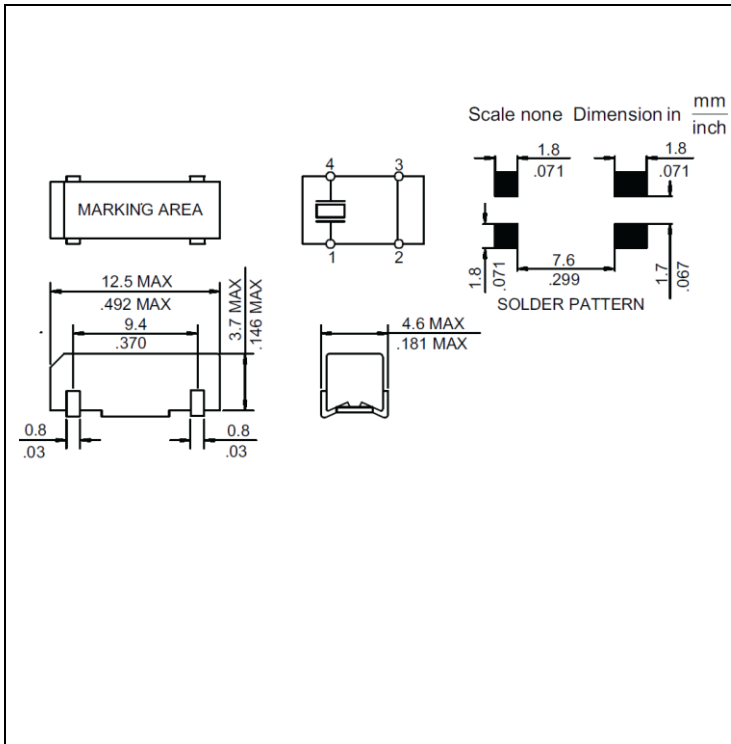 Scale none Dimension in mm
inch
1.8
.071
1.8
.071
4
3
MARKING AREA
1
2
1.8
.071
7.6
.299
1.7
.067
SOLDER PATTERN
12.5 MAX
.492 MAX
9.4
.370
3.7 MAX
.146 MAX
4.6 MAX
.181 MAX
0.8
.03
0.8
.03